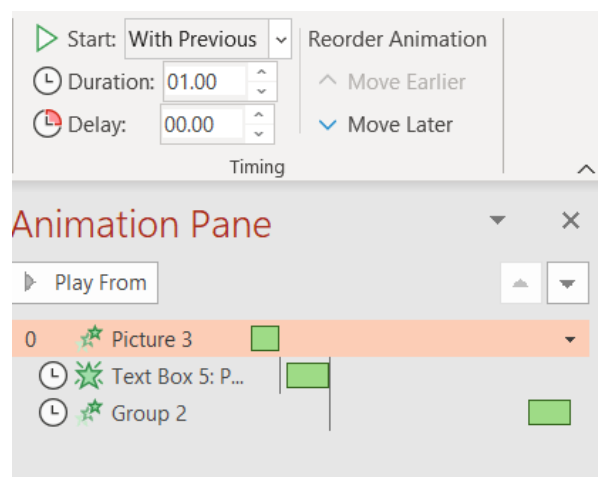 Start: With Previous Reorder Animation
Duration: 01.00 Move Earlier
Delay: 00.00 Move Later
Timing
Animation Pane
Play From
0 Picture 3
Text Box 5: P...
Group 2